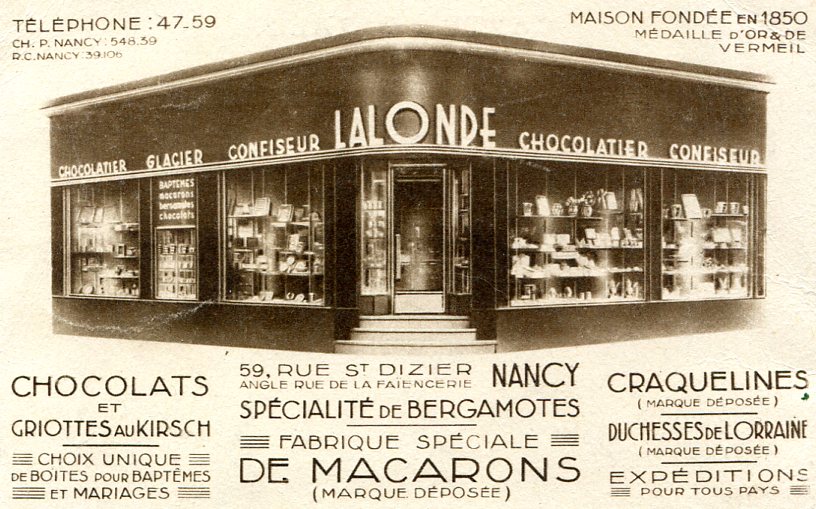 TÉLÉPHONE : 47-59
CH. P. NANCY : 548.39
R.C. NANCY : 39.106
MAISON FONDÉE EN 1850
MÉDAILLE D'OR & DE
VERMEIL
LALONDE
CHOCOLATIER GLACIER CONFISEUR
CHOCOLATIER CONFISEUR
BAPTÊMES
macarons
bergamotes
chocolats
CHOCOLATS
ET
GRIOTTES AU KIRSCH
CHOIX UNIQUE
DE BOITES POUR BAPTÊMES
ET MARIAGES
59, RUE ST DIZIER NANCY
ANGLE RUE DE LA FAÏENCERIE
SPÉCIALITÉ DE BERGAMOTES
FABRIQUE SPÉCIALE
DE MACARONS
(MARQUE DÉPOSÉE)
CRAQUELINES
(MARQUE DÉPOSÉE)
DUCHESSES DE LORRAINE
(MARQUE DÉPOSÉE)
EXPÉDITIONS
POUR TOUS PAYS